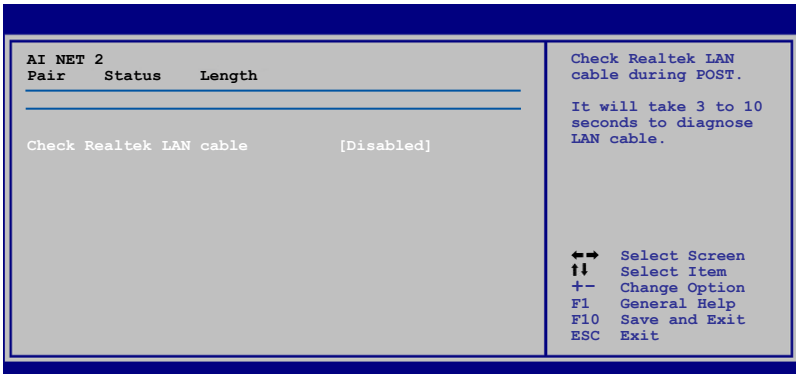 AI NET 2
Pair Status Length
Check Realtek LAN cable [Disabled]
Check Realtek LAN
cable during POST.
It will take 3 to 10
seconds to diagnose
LAN cable.
←→ Select Screen
↑↓ Select Item
+- Change Option
F1 General Help
F10 Save and Exit
ESC Exit